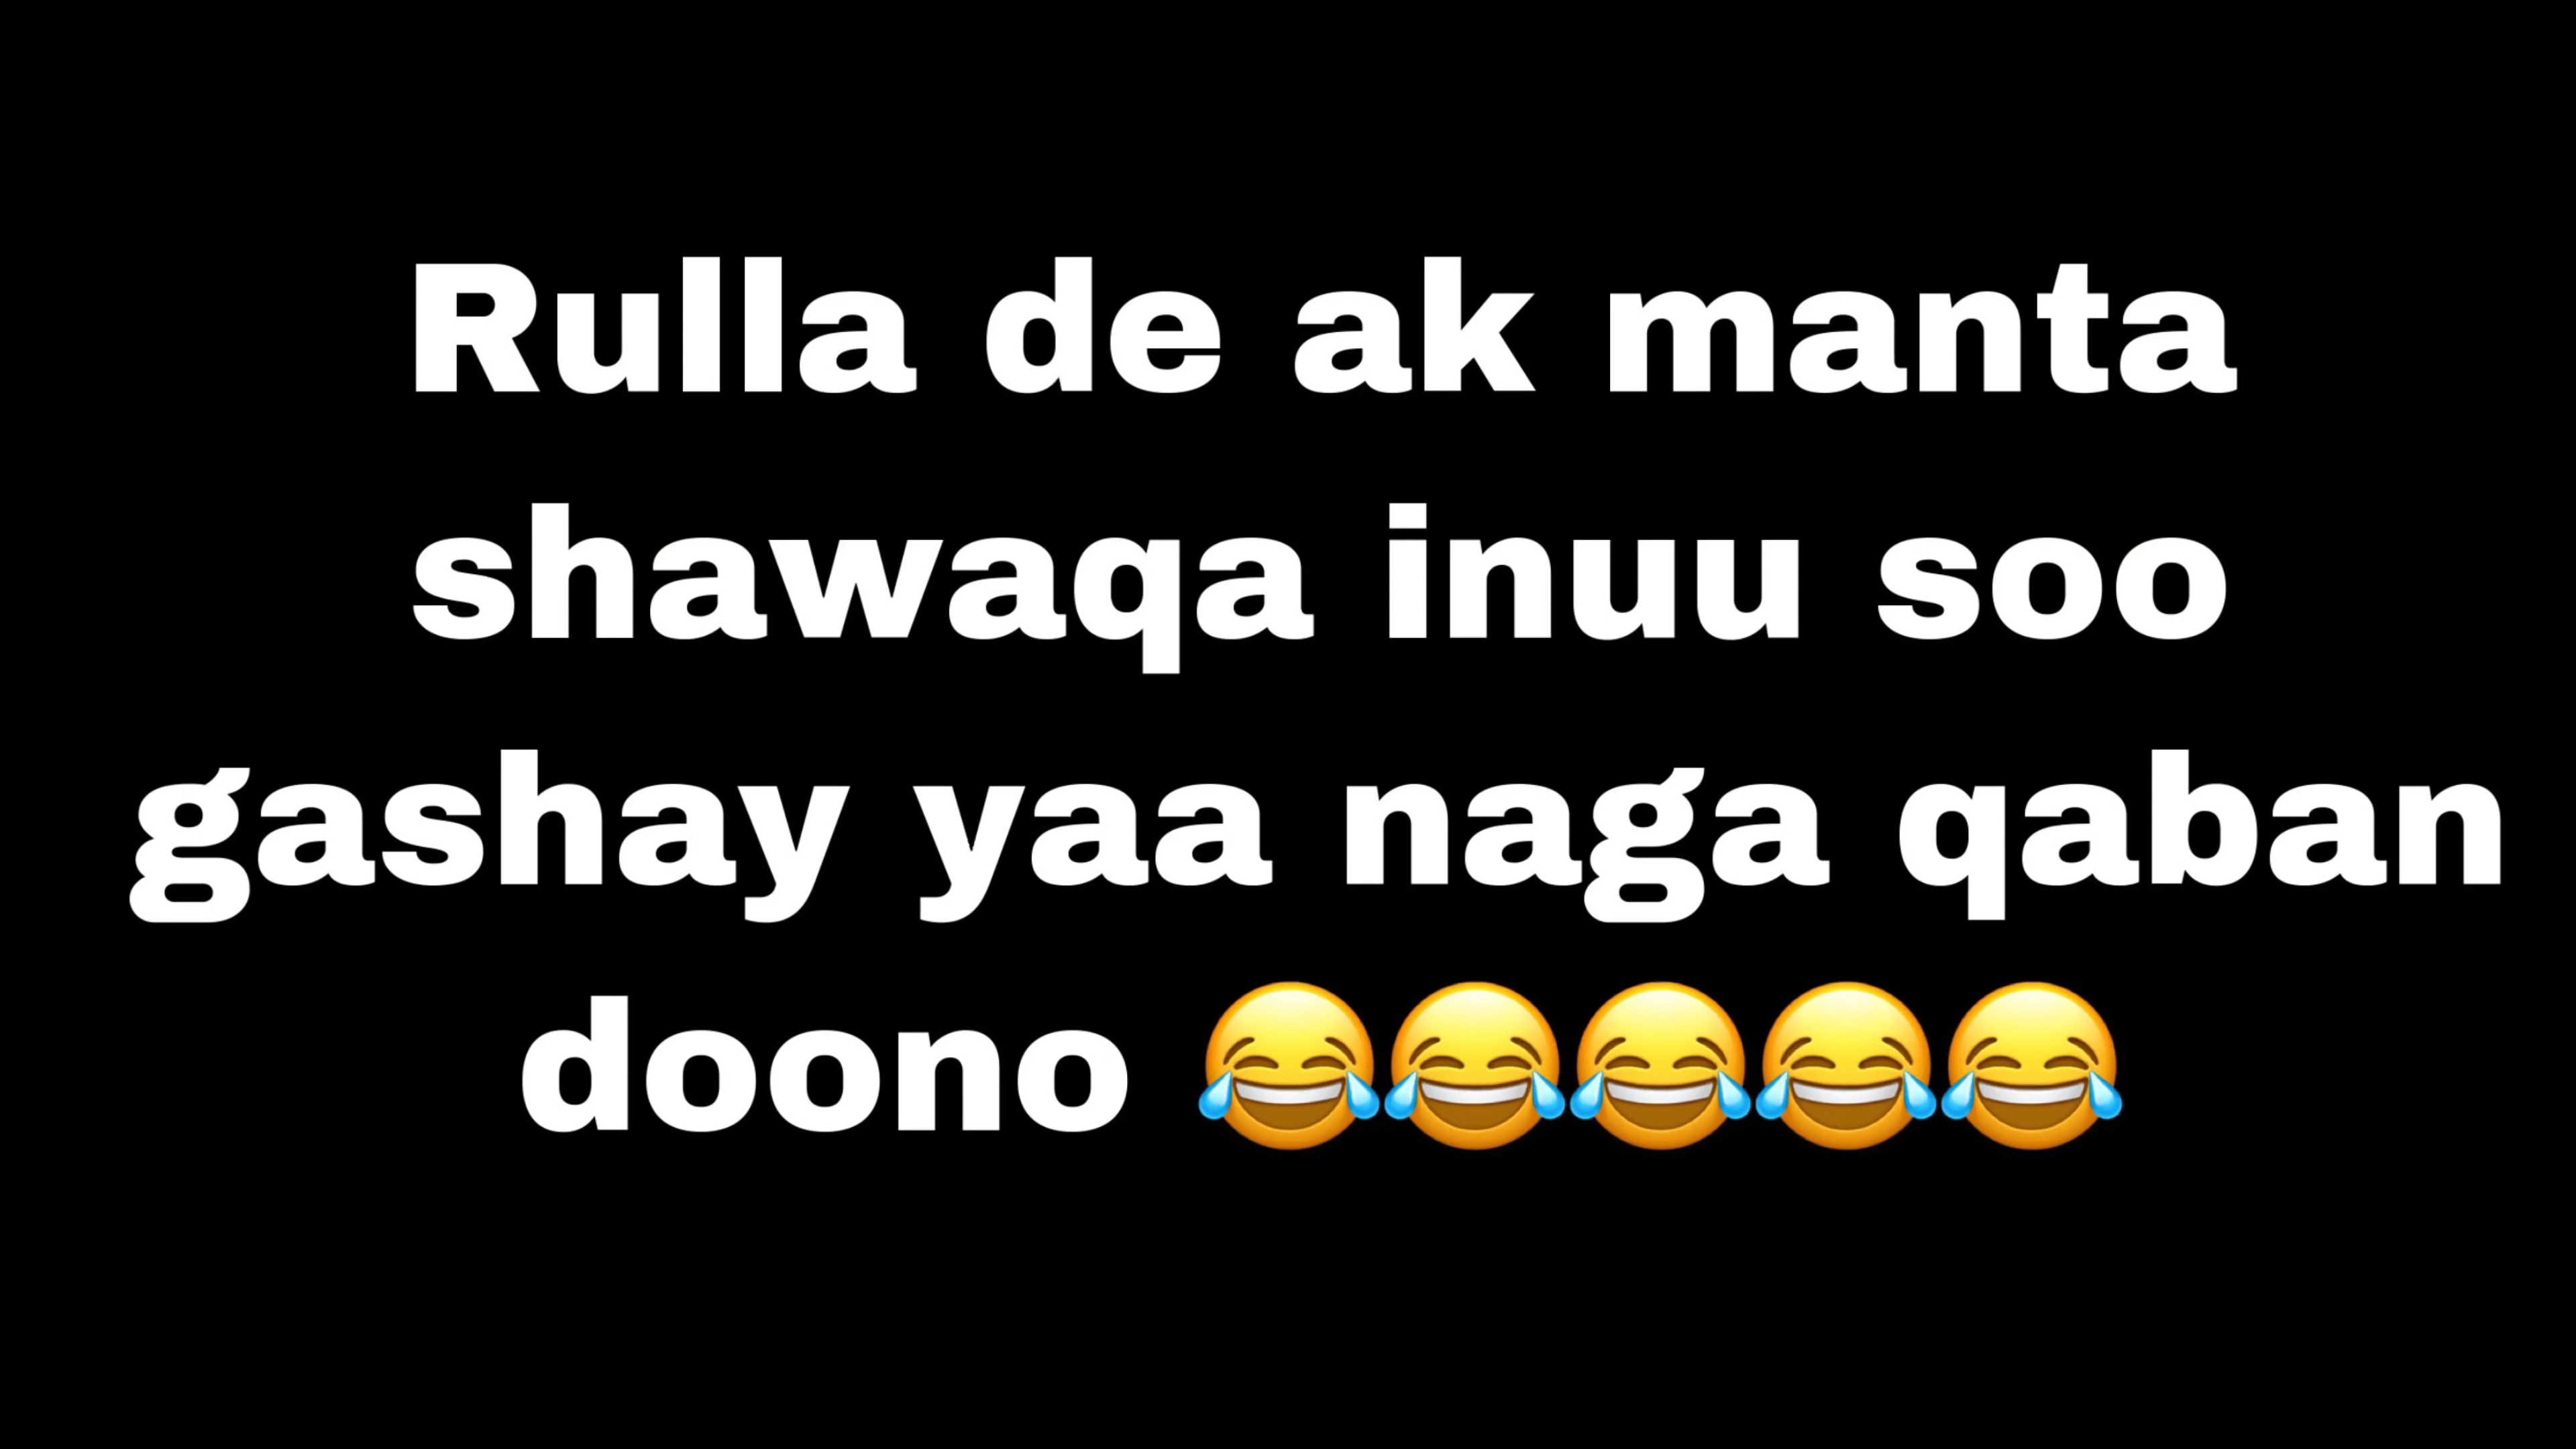 Rulla de ak manta
shawaqa inuu soo
gashay yaa naga qaban
doono 😂😂😂😂😂